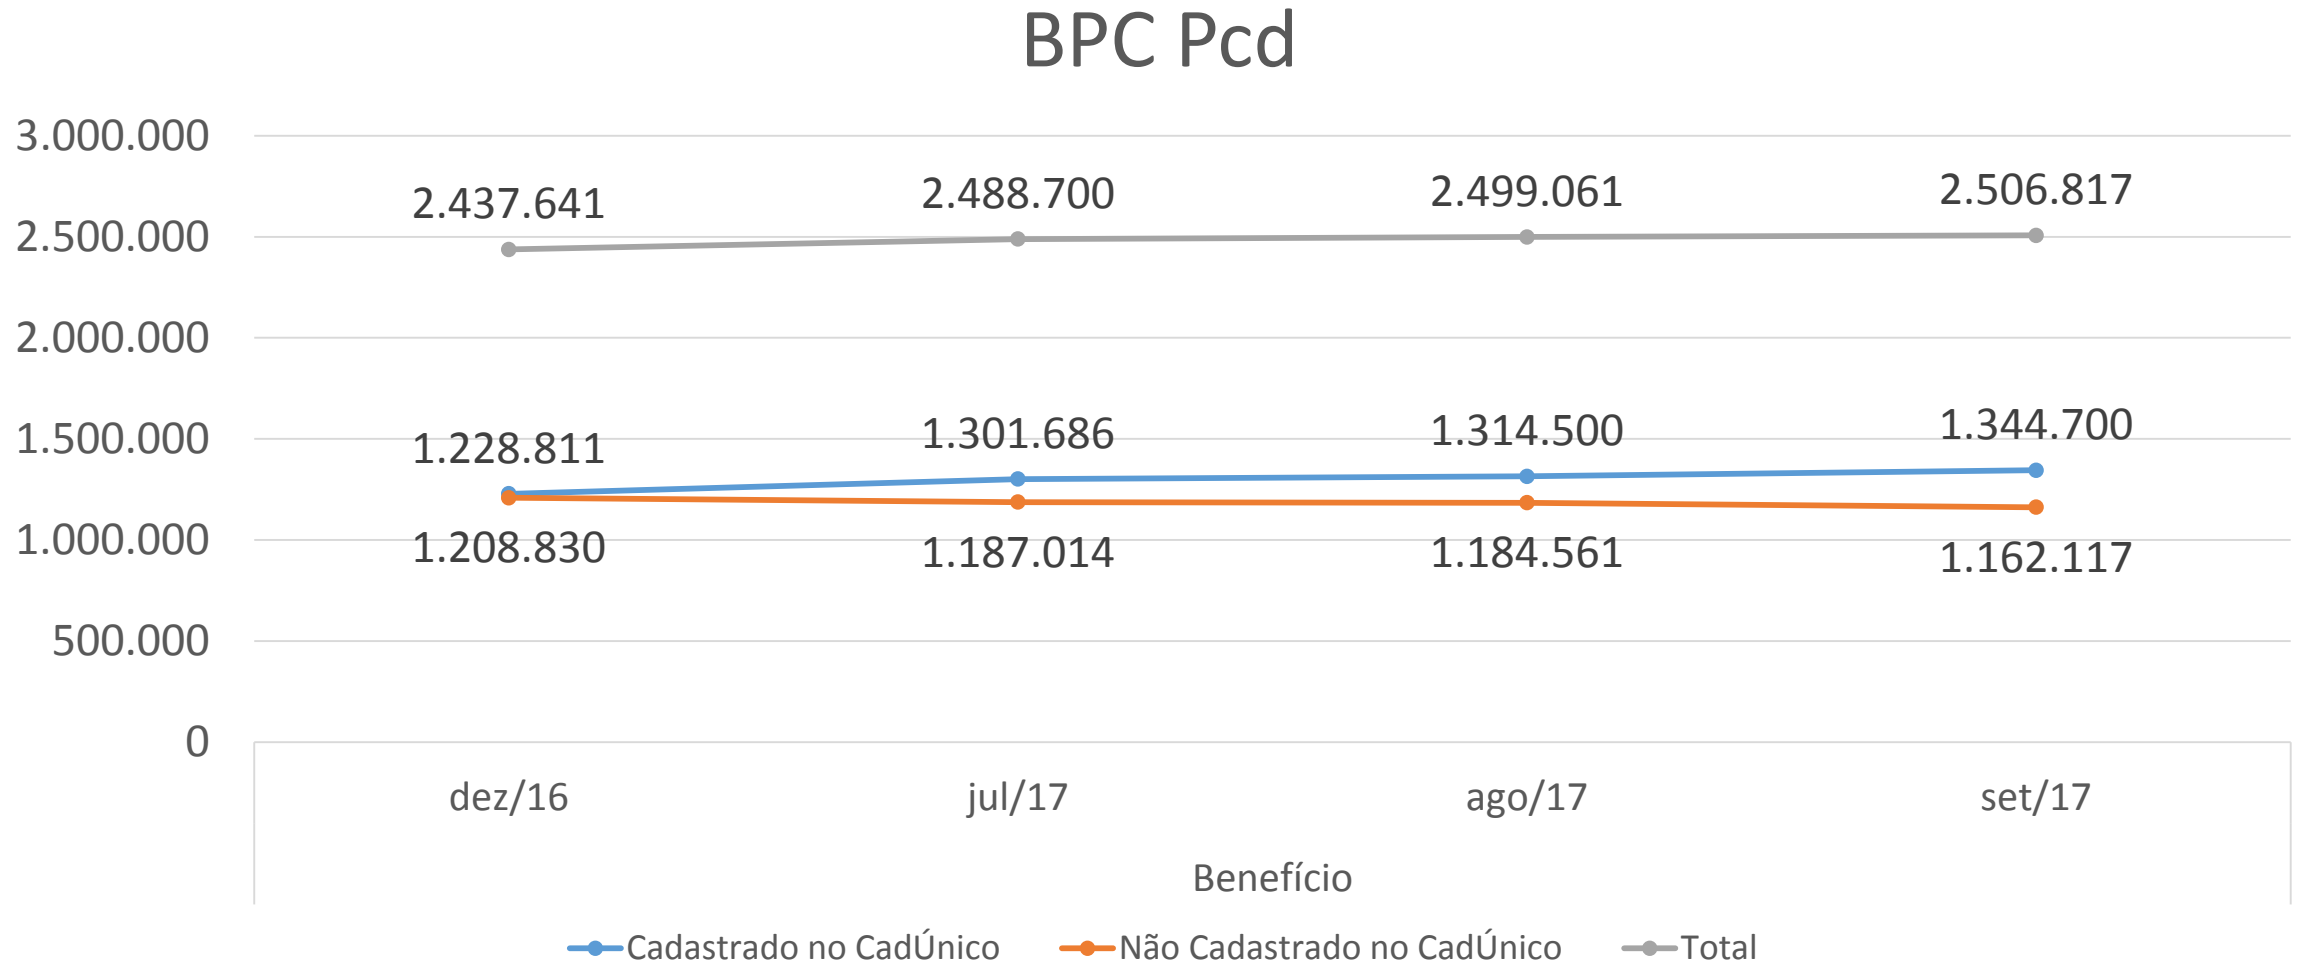 BPC Pcd
3.000.000
2.437.641 2.488.700 2.499.061 2.506.817
2.500.000
2.000.000
1.500.000
1.228.811 1.301.686 1.314.500 1.344.700
1.000.000
1.208.830 1.187.014 1.184.561 1.162.117
500.000
0
dez/16 jul/17 ago/17 set/17
Benefício
Cadastrado no CadÚnico Não Cadastrado no CadÚnico Total